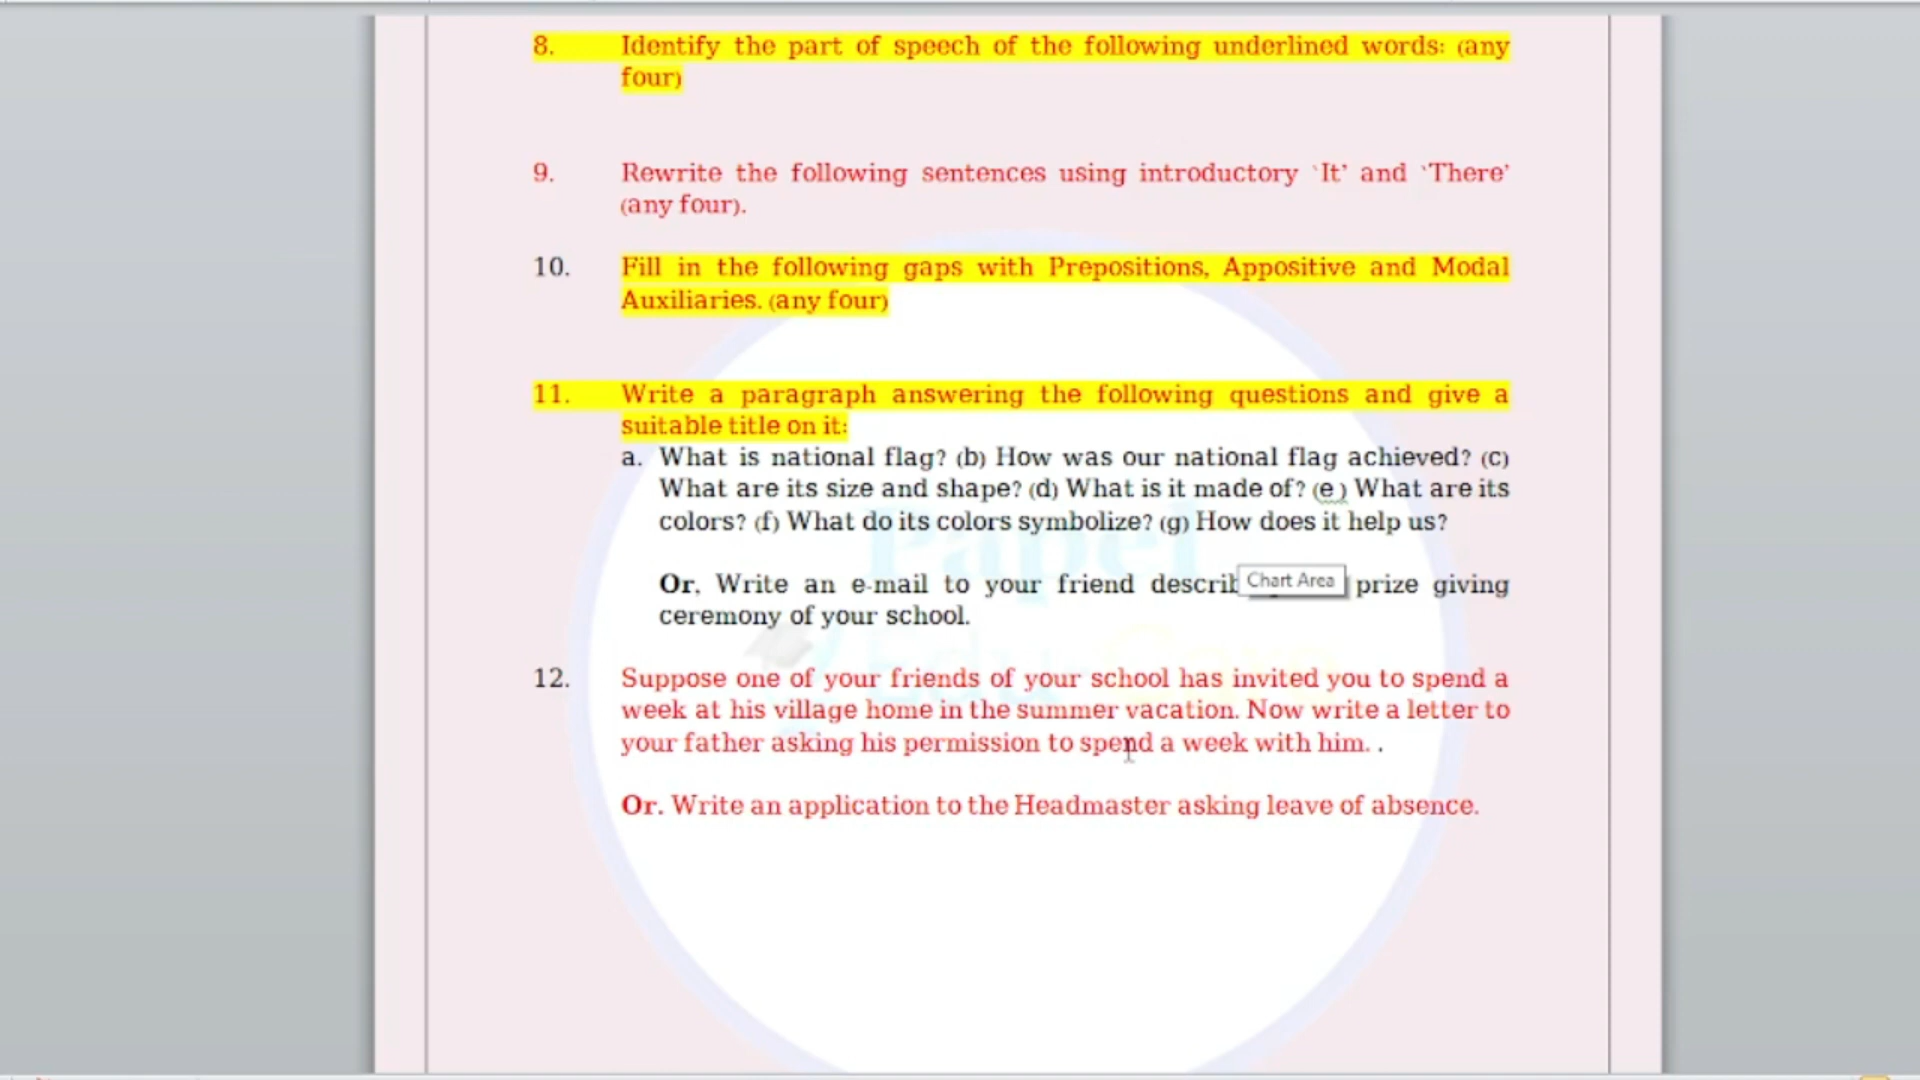 8. Identify the part of speech of the following underlined words: (any
four)
9. Rewrite the following sentences using introductory ‘It’ and ‘There’
(any four).
10. Fill in the following gaps with Prepositions, Appositive and Modal
Auxiliaries. (any four)
11. Write a paragraph answering the following questions and give a
suitable title on it:
a. What is national flag? (b) How was our national flag achieved? (c)
What are its size and shape? (d) What is it made of? (e ) What are its
colors? (f) What do its colors symbolize? (g) How does it help us?
Or, Write an e-mail to your friend Chart Area prize giving
ceremony of your school.
12. Suppose one of your friends of your school has invited you to spend a
week at his village home in the summer vacation. Now write a letter to
your father asking his permission to spend a week with him. .
Or. Write an application to the Headmaster asking leave of absence.